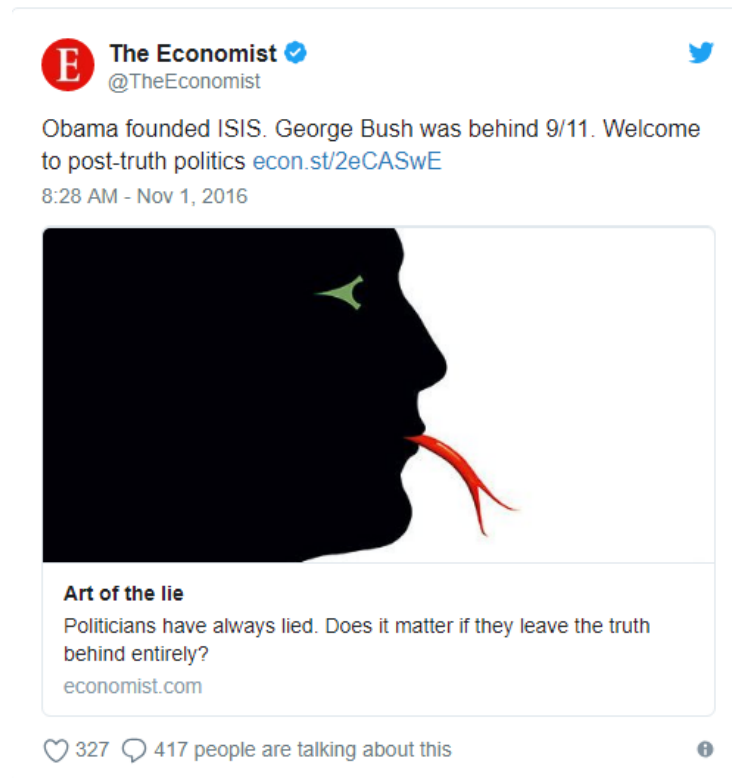 E
The Economist
@TheEconomist
Obama founded ISIS. George Bush was behind 9/11. Welcome
to post-truth politics econ.st/2eCASwE
8:28 AM - Nov 1, 2016
Art of the lie
Politicians have always lied. Does it matter if they leave the truth
behind entirely?
economist.com
327 417 people are talking about this